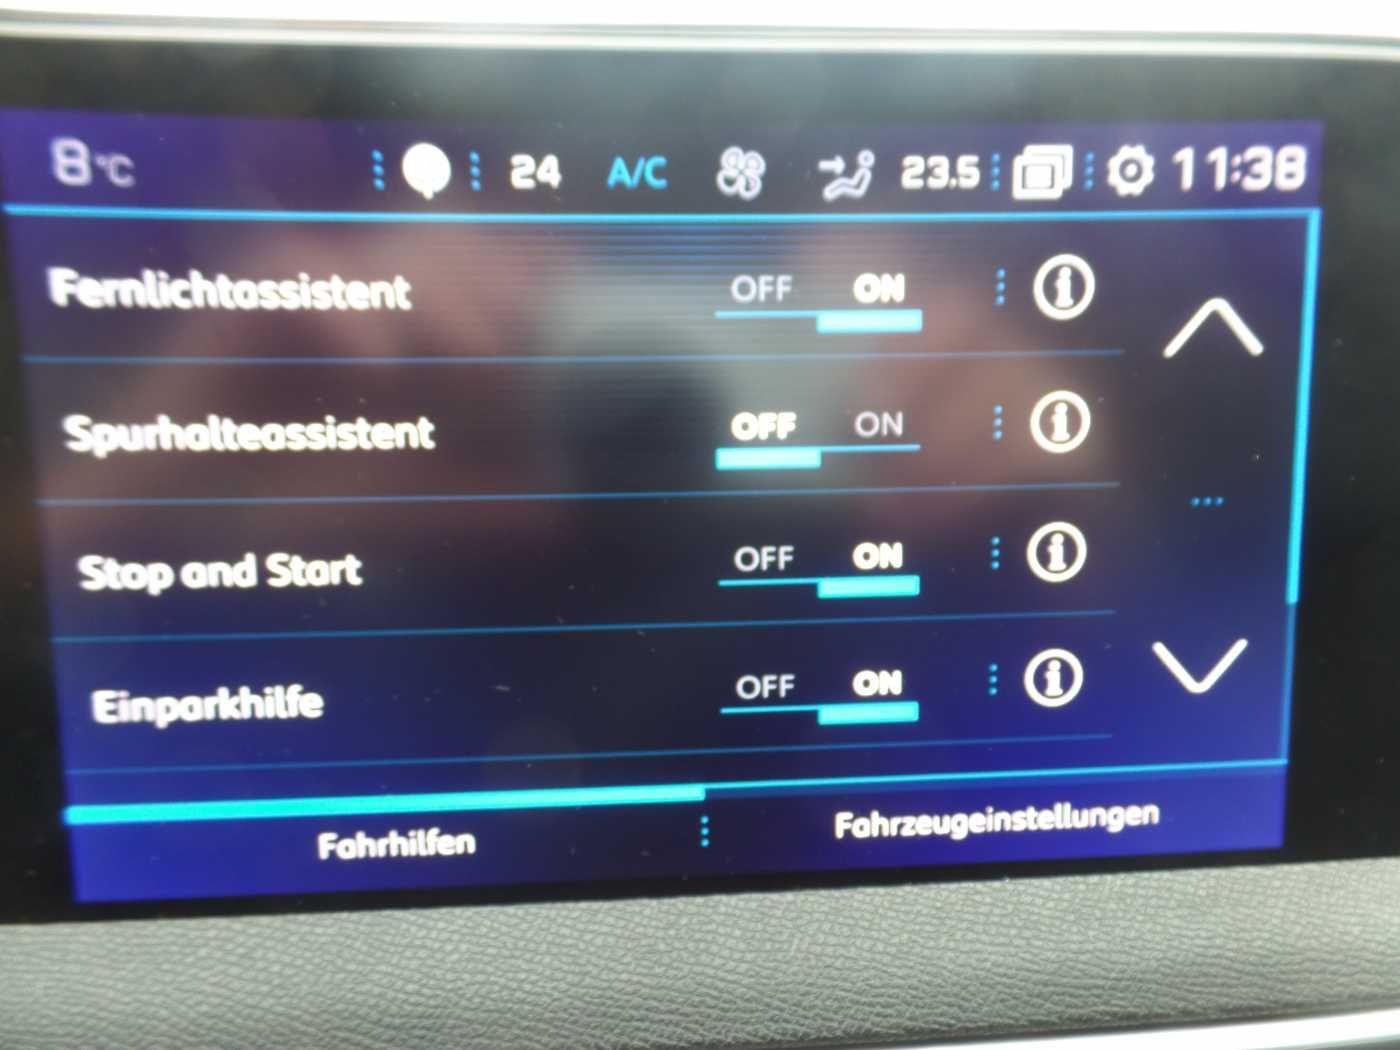 8°C 24 A/C 23.5 11:38
Fernlichtassistent OFF ON
Spurhalteassistent OFF ON
Stop and Start OFF ON
Einparkhilfe OFF ON
Fahrhilfen Fahrzeugeinstellungen